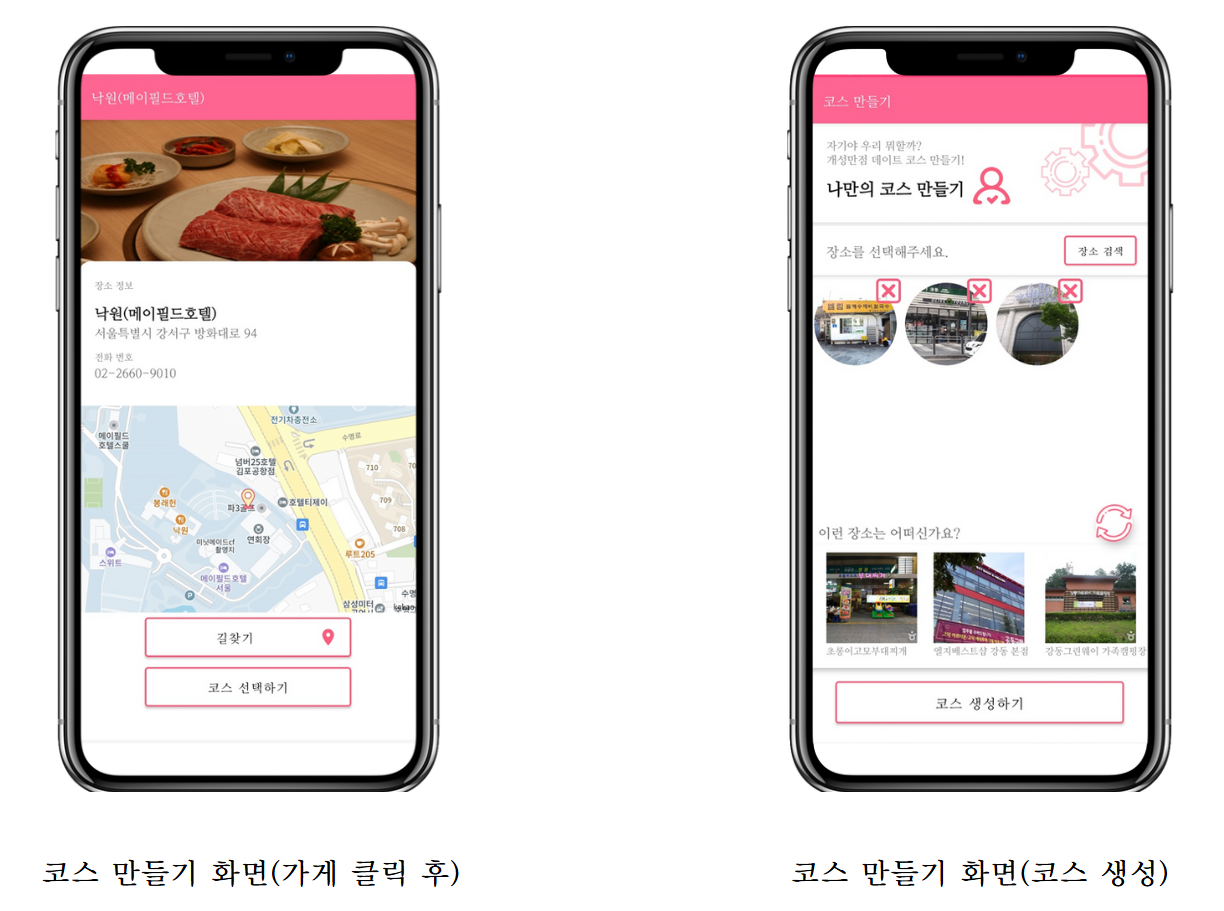 낙원(메이필드호텔)
장소 정보
낙원(메이필드호텔)
서울특별시 강서구 방화대로 94
전화 번호
02-2660-9010
전기차충전소
메이필드
호텔스쿨
수명로
넘버25호텔
김포공항점
710
709
708
봉래헌
파3골프
호텔티제이
낙원
연회장
미닛메이드cf
촬영지
루트205
스위트
메이필드호텔
서울
P
삼성미터
길찾기
코스 선택하기
코스 만들기 화면(가게 클릭 후)
코스 만들기
자기야 우리 뭐할까?
개성만점 데이트 코스 만들기!
나만의 코스 만들기
장소를 선택해주세요.
장소 검색
이런 장소는 어떠신가요?
초롱이고모부대찌개
엘지베스트샵 강동 본점
강동그린웨이 가족캠핑장
코스 생성하기
코스 만들기 화면(코스 생성)